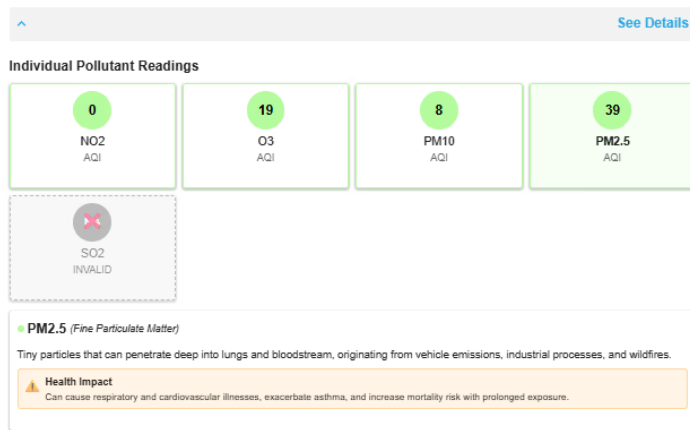 See Details
Individual Pollutant Readings
0
NO2
AQI
19
O3
AQI
8
PM10
AQI
39
PM2.5
AQI
SO2
INVALID
PM2.5 (Fine Particulate Matter)
Tiny particles that can penetrate deep into lungs and bloodstream, originating from vehicle emissions, industrial processes, and wildfires.
Health Impact
Can cause respiratory and cardiovascular illnesses, exacerbate asthma, and increase mortality risk with prolonged exposure.